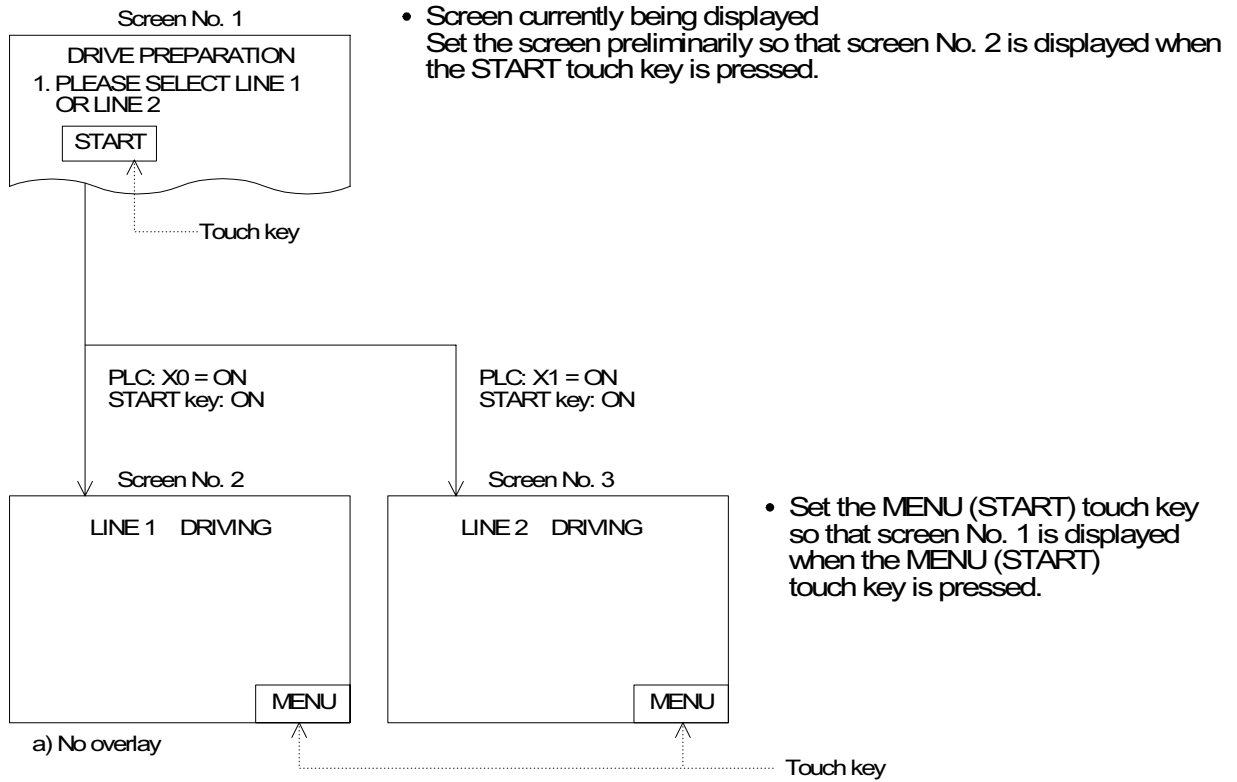 Screen No. 1
DRIVE PREPARATION
1. PLEASE SELECT LINE 1
OR LINE 2
START
Touch key
• Screen currently being displayed
Set the screen preliminarily so that screen No. 2 is displayed when
the START touch key is pressed.
PLC: X0 = ON
START key: ON
PLC: X1 = ON
START key: ON
Screen No. 2
LINE 1 DRIVING
MENU
a) No overlay
Screen No. 3
LINE 2 DRIVING
MENU
Touch key
• Set the MENU (START) touch key
so that screen No. 1 is displayed
when the MENU (START)
touch key is pressed.